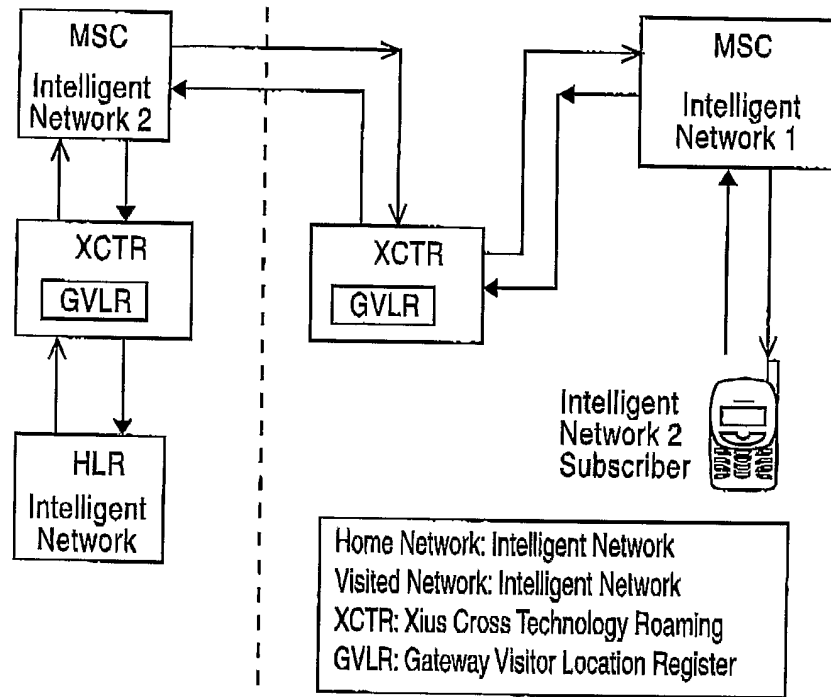 MSC
Intelligent
Network 2
XCTR
GVLR
HLR
Intelligent
Network
XCTR
GVLR
MSC
Intelligent
Network 1
Intelligent
Network 2
Subscriber
Home Network: Intelligent Network
Visited Network: Intelligent Network
XCTR: Xius Cross Technology Roaming
GVLR: Gateway Visitor Location Register